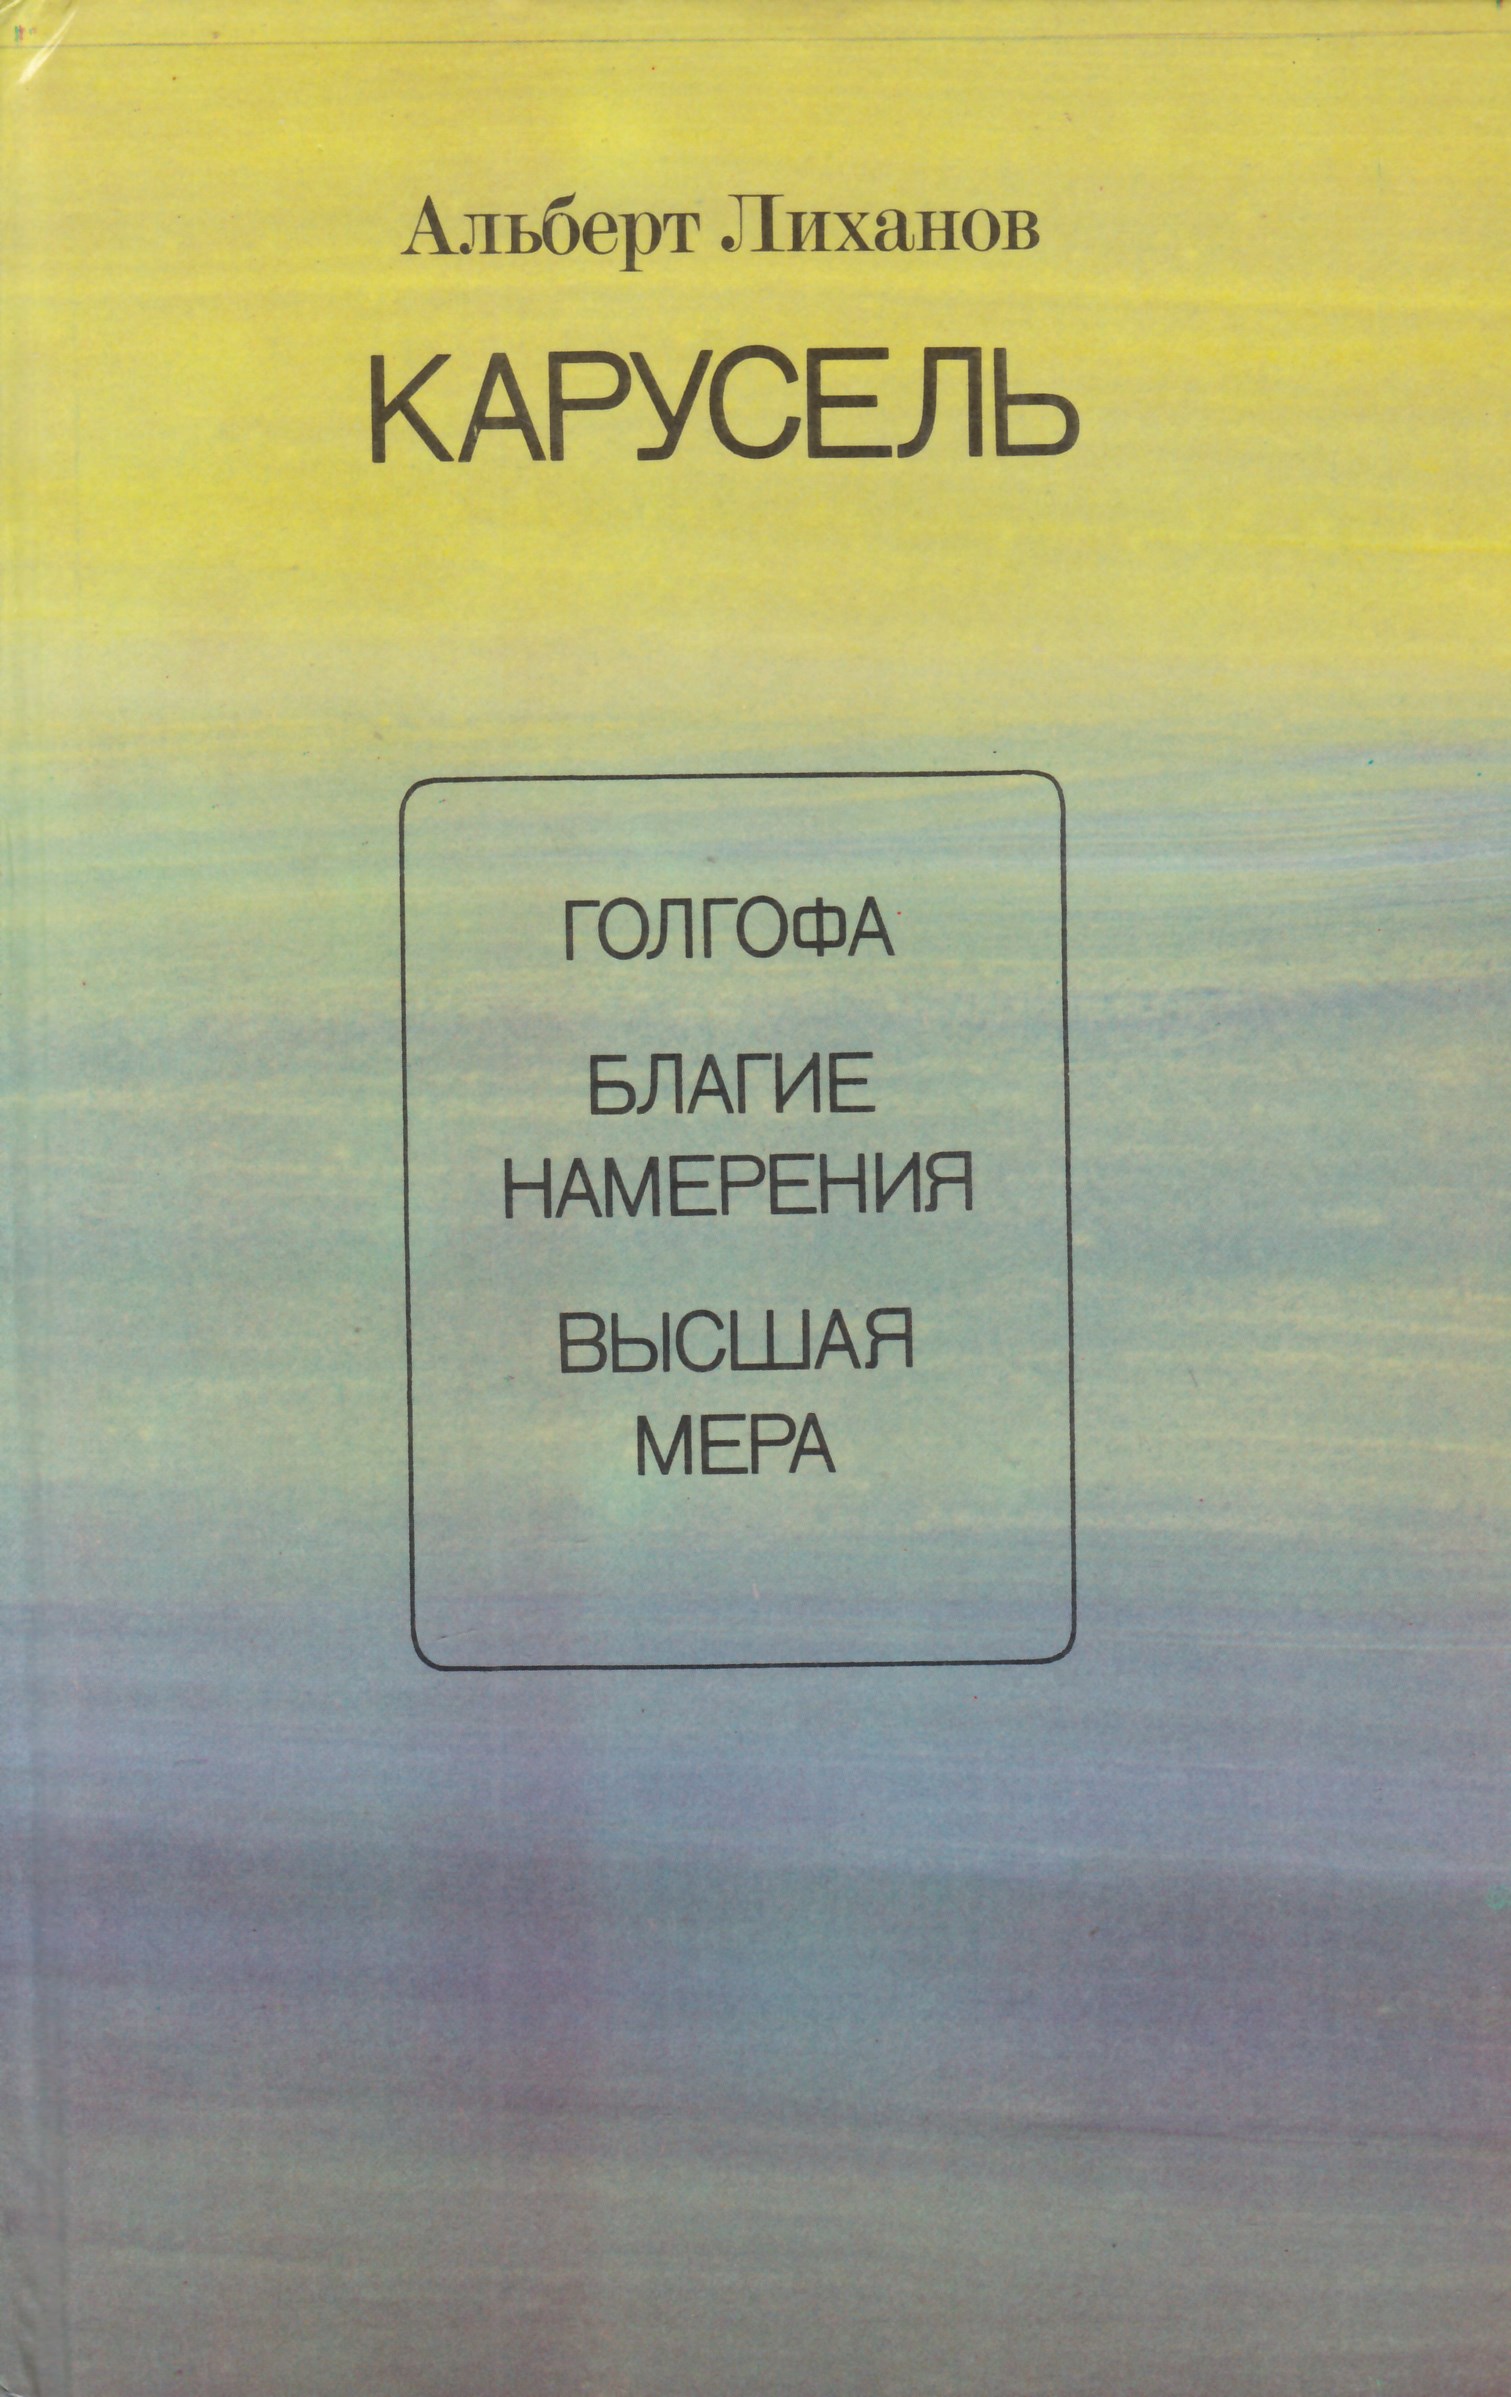 Альберт Лиханов
КАРУСЕЛЬ
ГОЛГОФА
БЛАГИЕ
НАМЕРЕНИЯ
ВЫСШАЯ
МЕРА